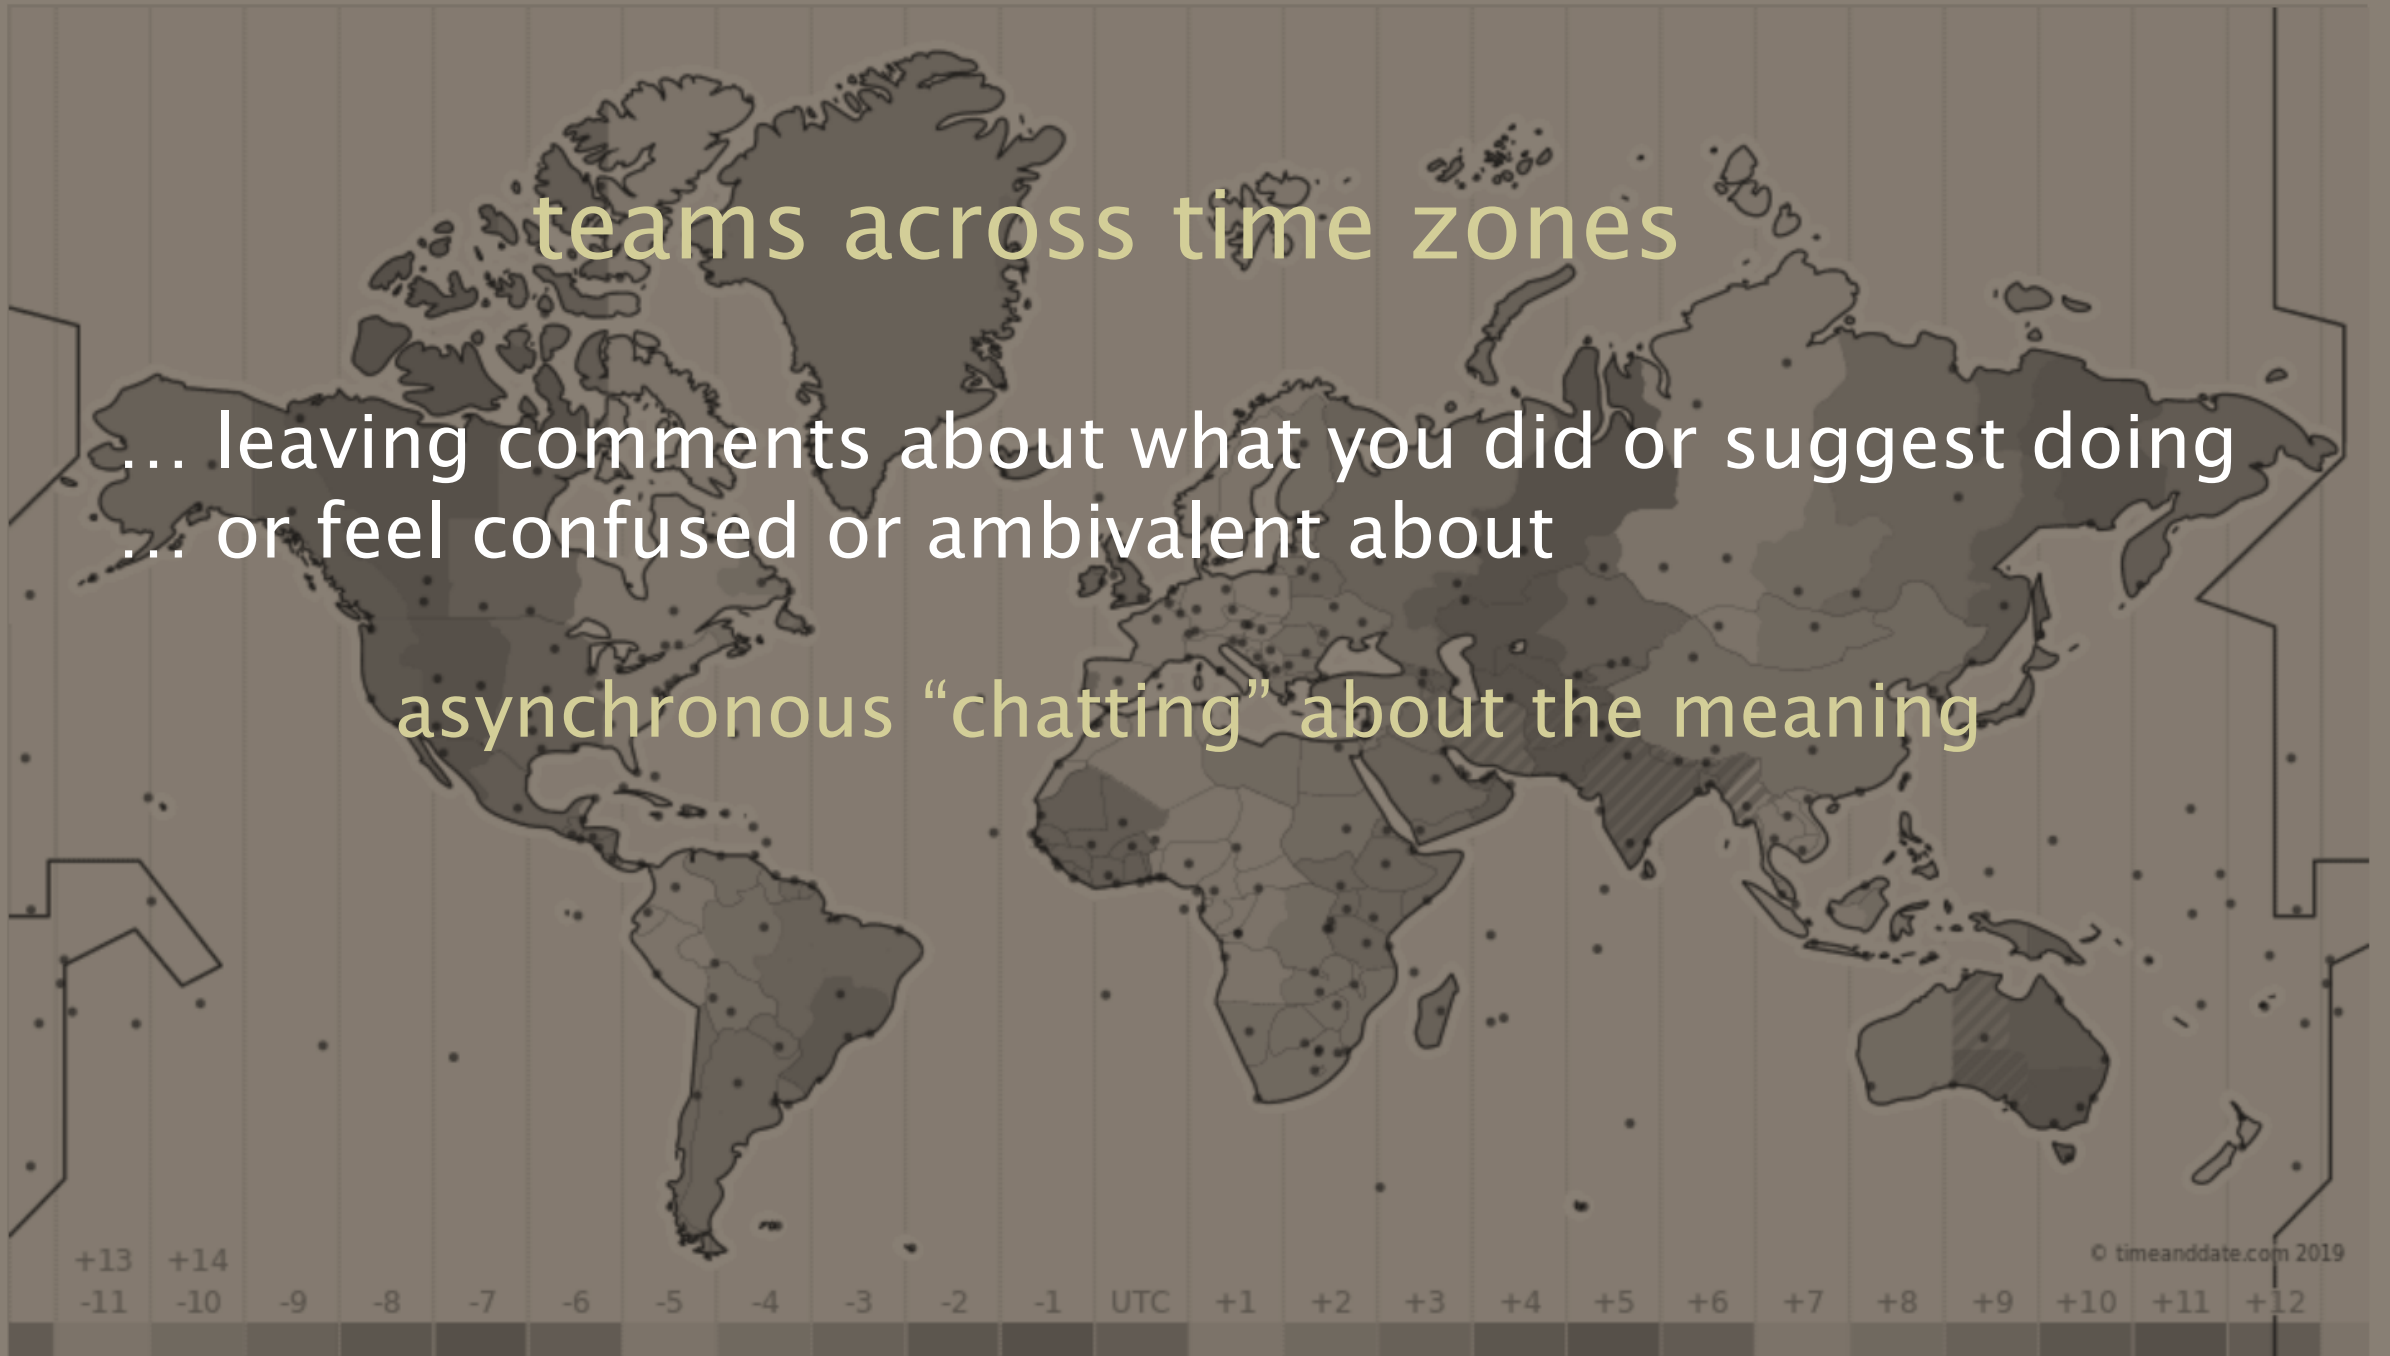 teams across time zones
… leaving comments about what you did or suggest doing
… or feel confused or ambivalent about
asynchronous “chatting” about the meaning
+13 +14
© timeanddate.com 2019
-11 -10 -9 -8 -7 -6 -5 -4 -3 -2 -1 UTC +1 +2 +3 +4 +5 +6 +7 +8 +9 +10 +11 +12